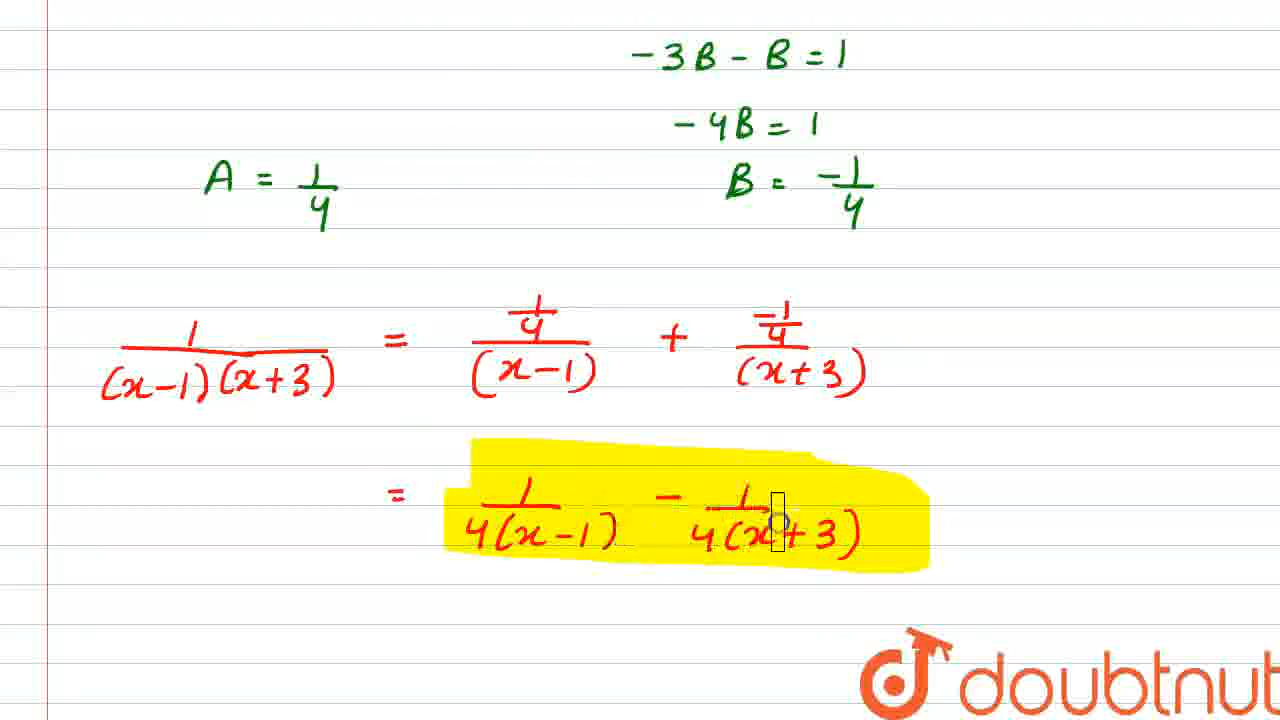 -3B - B = 1
-4B = 1
A = 1/4    B = -1/4
1/((x-1)(x+3)) = (1/4)/(x-1) + (-1/4)/(x+3)
= 1/(4(x-1)) - 1/(4(x+3))
doubtnut